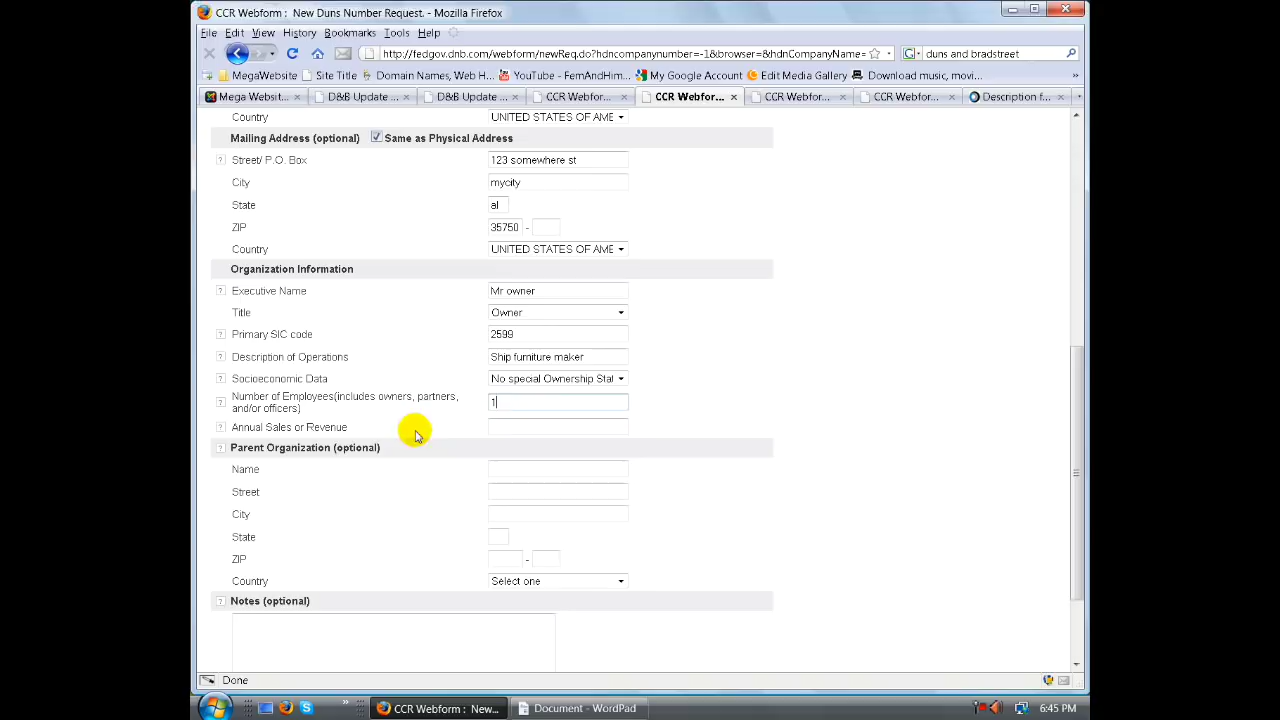 CCR Webform : New Duns Number Request. - Mozilla Firefox
File Edit View History Bookmarks Tools Help
http://fedgov.dnb.com/webform/newReq.do?hdncompanynumber=-1&browser=&hdnCompanyName= duns and bradstreet
MegaWebsite Site Title Domain Names, Web H... YouTube - FemAndHim... My Google Account Edit Media Gallery Download music, movi... »
Mega Websit... D&B Update ... D&B Update ... CCR Webfor... CCR Webfor... CCR Webfor... CCR Webfor... Description f...
Country UNITED STATES OF AME
Mailing Address (optional) Same as Physical Address
? Street/ P.O. Box 123 somewhere st
City mycity
State al
ZIP 35750 -
Country UNITED STATES OF AME
Organization Information
? Executive Name Mr owner
Title Owner
? Primary SIC code 2599
? Description of Operations Ship furniture maker
? Socioeconomic Data No special Ownership Stat
? Number of Employees(includes owners, partners, and/or officers) 1
? Annual Sales or Revenue
? Parent Organization (optional)
Name
Street
City
State
ZIP -
Country Select one
? Notes (optional)
Done
CCR Webform : New... Document - WordPad » 6:45 PM